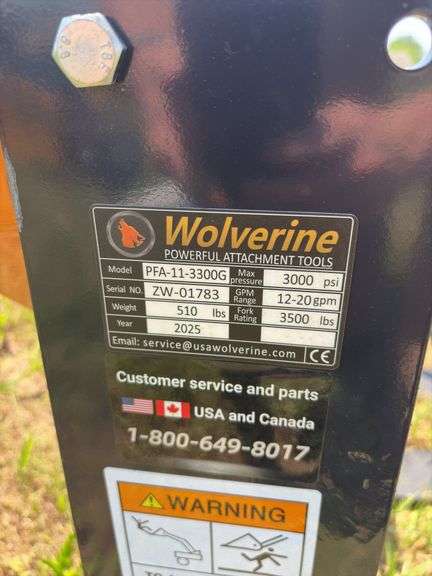 8.8
Wolverine
POWERFUL ATTACHMENT TOOLS
Model PFA-11-3300G Max pressure 3000 psi
Serial NO. ZW-01783 GPM Range 12-20 gpm
Weight 510 lbs Fork Rating 3500 lbs
Year 2025
Email: service@usawolverine.com CE
Customer service and parts
USA and Canada
1-800-649-8017
WARNING